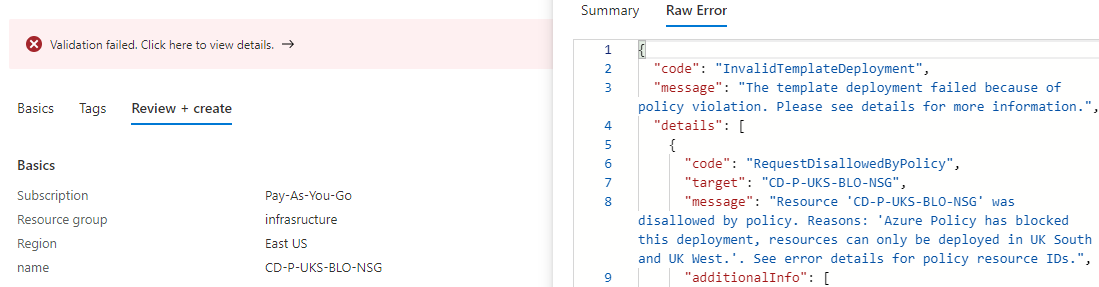 Validation failed. Click here to view details. →
Basics Tags Review + create
Basics
Subscription Pay-As-You-Go
Resource group infrasructure
Region East US
name CD-P-UKS-BLO-NSG
Summary Raw Error
1 {
2 "code": "InvalidTemplateDeployment",
3 "message": "The template deployment failed because of
policy violation. Please see details for more information.",
4 "details": [
5 {
6 "code": "RequestDisallowedByPolicy",
7 "target": "CD-P-UKS-BLO-NSG",
8 "message": "Resource 'CD-P-UKS-BLO-NSG' was
disallowed by policy. Reasons: 'Azure Policy has blocked
this deployment, resources can only be deployed in UK South
and UK West.'. See error details for policy resource IDs.",
9 "additionalInfo": [